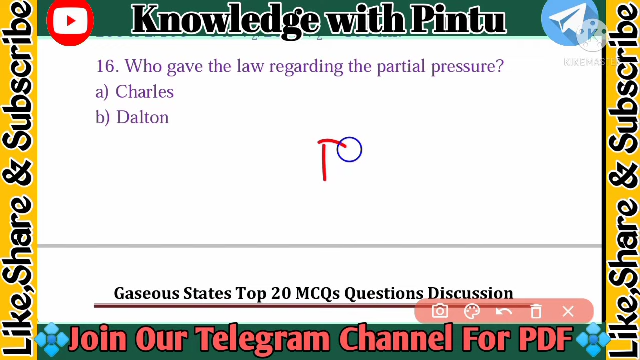 Knowledge with Pintu
KINEMASTER
16. Who gave the law regarding the partial pressure?
a) Charles
b) Dalton
Gaseous States Top 20 MCQs Questions Discussion
Join Our Telegram Channel For PDF
Like,Share & Subscribe
Like,Share & Subscribe